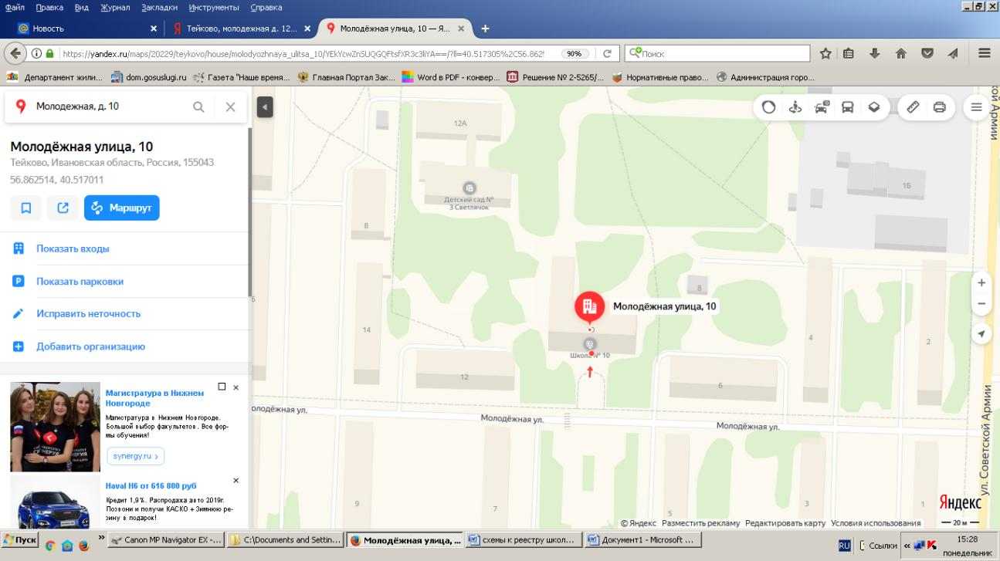 Файл Правка Вид Журнал Закладки Инструменты Справка
Новость
Тейково, молодежная д. 12...
Молодёжная улица, 10 — Я...
https://yandex.ru/maps/20229/teykovo/house/molodyozhnaya_ulitsa_10/YEkYcwZnSUQGQFtsfXR3c3liYA==/?ll=40.517305%2C56.862!
90%
Поиск
Департамент жили...
dom.gosuslugi.ru
Газета "Наше время...
Главная Портал Зак...
Word в PDF - конвер...
Решение № 2-5265/...
Нормативные право...
Администрация горо...
Молодежная, д. 10
Молодёжная улица, 10
Тейково, Ивановская область, Россия, 155043
56.862514, 40.517011
Маршрут
Показать входы
Показать парковки
Исправить неточность
Добавить организацию
Магистратура в Нижнем
Новгороде
Магистратура в Нижнем Новгороде.
Большой выбор факультетов. Все фор-
мы обучения!
synergy.ru
Haval H6 от 616 800 руб
Кредит 1,9%. Распродажа авто 2019г.
Позвони и получи КАСКО + Зимнюю ре-
зину в подарок!
12А
Детский сад №
3 Светлячок
1Б
кой Армии
8
8
14
Молодёжная улица, 10
Школа № 10
4
2
12
6
олодёжная ул.
Молодёжная ул.
Молодёжная ул.
ул. Советской Армии
9
7
5
3
1
Яндекс
© Яндекс Разместить рекламу Редактировать карту Условия использования
20 м
Пуск
Canon MP Navigator EX -...
C:\Documents and Settin...
Молодёжная улица, ...
схемы к реестру школ...
Документ1 - Microsoft ...
RU
Ссылки
15:28
понедельник